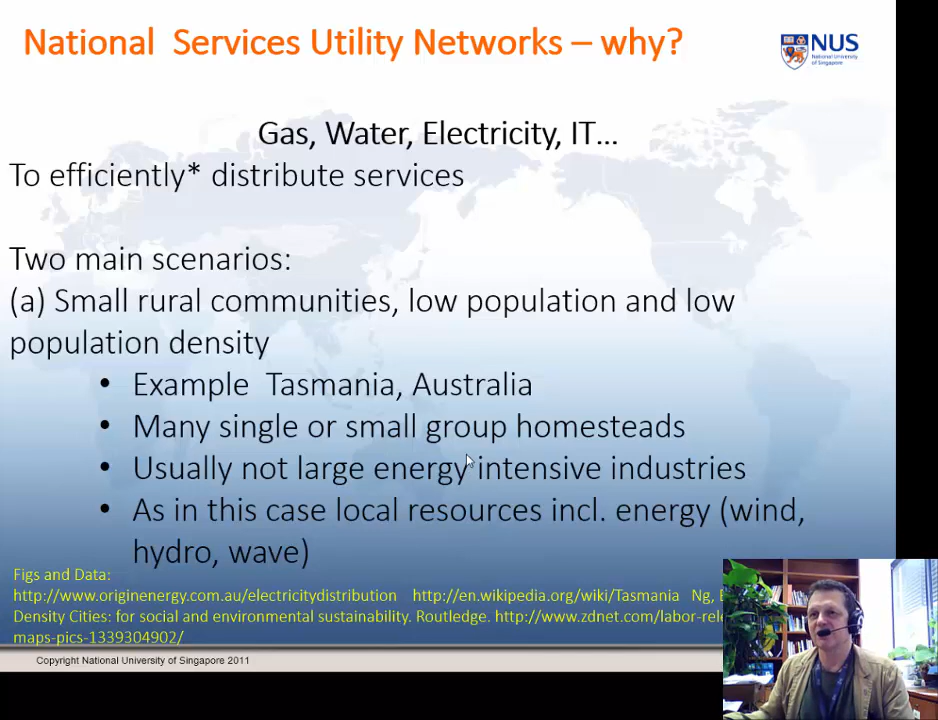 National Services Utility Networks – why?
NUS
National University
of Singapore
Gas, Water, Electricity, IT…
To efficiently* distribute services
Two main scenarios:
(a) Small rural communities, low population and low
population density
• Example Tasmania, Australia
• Many single or small group homesteads
• Usually not large energy intensive industries
• As in this case local resources incl. energy (wind,
hydro, wave)
Figs and Data:
http://www.originenergy.com.au/electricitydistribution http://en.wikipedia.org/wiki/Tasmania Ng,
Density Cities: for social and environmental sustainability. Routledge. http://www.zdnet.com/labor-rele
maps-pics-1339304902/
Copyright National University of Singapore 2011